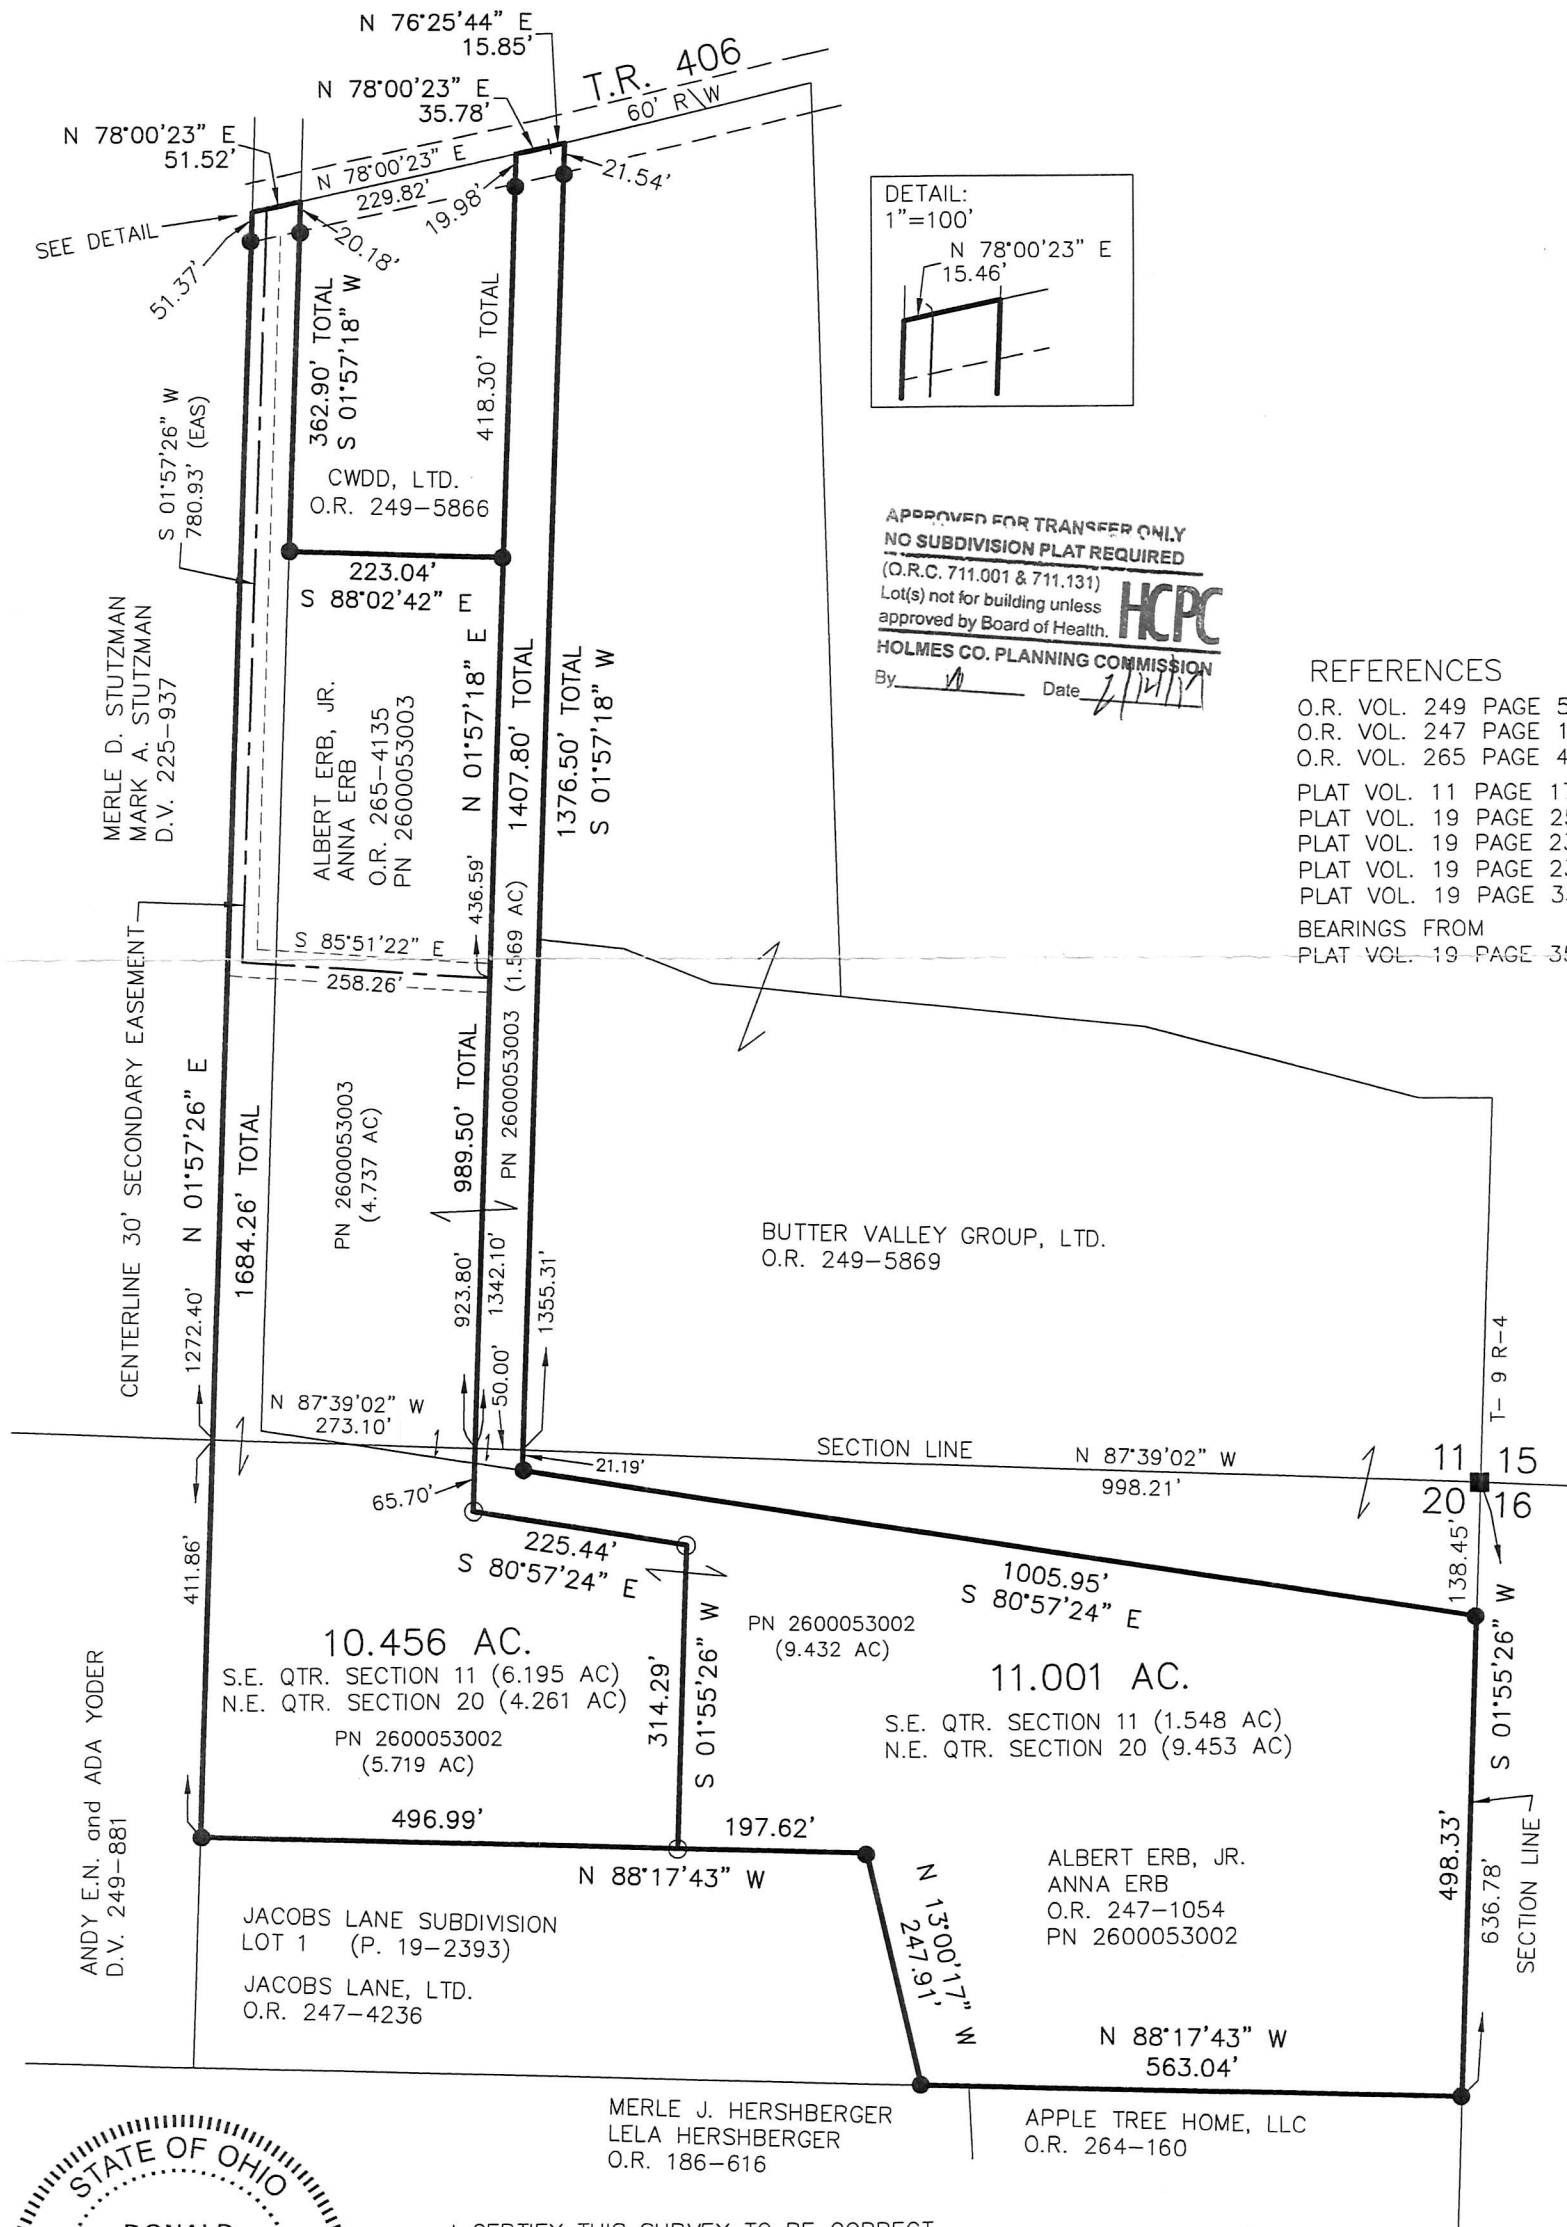 N 76°25'44" E
15.85'
T.R. 406
60' R\W
N 78°00'23" E
35.78'
N 78°00'23" E
51.52'
N 78°00'23" E
229.82'
19.98'
21.54'
SEE DETAIL
20.18'
51.37'
DETAIL:
1"=100'
N 78°00'23" E
15.46'
362.90' TOTAL
S 01°57'18" W
418.30' TOTAL
S 01°57'26" W
780.93' (EAS)
CWDD, LTD.
O.R. 249-5866
APPROVED FOR TRANSFER ONLY
NO SUBDIVISION PLAT REQUIRED
(O.R.C. 711.001 & 711.131)
Lot(s) not for building unless
approved by Board of Health.
HCPC
HOLMES CO. PLANNING COMMISSION
By Date
223.04'
S 88°02'42" E
MERLE D. STUTZMAN
MARK A. STUTZMAN
D.V. 225-937
ALBERT ERB, JR.
ANNA ERB
O.R. 265-4135
PN 2600053003
N 01°57'18" E
436.59'
1407.80' TOTAL
1376.50' TOTAL
S 01°57'18" W
REFERENCES
O.R. VOL. 249 PAGE 5
O.R. VOL. 247 PAGE 1
O.R. VOL. 265 PAGE 4
PLAT VOL. 11 PAGE 17
PLAT VOL. 19 PAGE 25
PLAT VOL. 19 PAGE 23
PLAT VOL. 19 PAGE 23
PLAT VOL. 19 PAGE 3
BEARINGS FROM
PLAT VOL. 19 PAGE 35
S 85°51'22" E
258.26'
PN 2600053003 (1.569 AC)
CENTERLINE 30' SECONDARY EASEMENT
N 01°57'26" E
1684.26' TOTAL
1272.40'
PN 2600053003
(4.737 AC)
989.50' TOTAL
923.80'
1342.10'
50.00'
1355.31'
BUTTER VALLEY GROUP, LTD.
O.R. 249-5869
T- 9 R-4
N 87°39'02" W
273.10'
SECTION LINE
N 87°39'02" W
998.21'
11 15
20 16
21.19'
65.70'
411.86'
225.44'
S 80°57'24" E
1005.95'
S 80°57'24" E
138.45'
S 01°55'26" W
PN 2600053002
(9.432 AC)
10.456 AC.
S.E. QTR. SECTION 11 (6.195 AC)
N.E. QTR. SECTION 20 (4.261 AC)
PN 2600053002
(5.719 AC)
314.29'
S 01°55'26" W
11.001 AC.
S.E. QTR. SECTION 11 (1.548 AC)
N.E. QTR. SECTION 20 (9.453 AC)
ANDY E.N. and ADA YODER
D.V. 249-881
496.99'
197.62'
N 88°17'43" W
N 13°00'17" W
247.91'
ALBERT ERB, JR.
ANNA ERB
O.R. 247-1054
PN 2600053002
498.33'
636.78'
SECTION LINE
JACOBS LANE SUBDIVISION
LOT 1 (P. 19-2393)
JACOBS LANE, LTD.
O.R. 247-4236
N 88°17'43" W
563.04'
MERLE J. HERSHBERGER
LELA HERSHBERGER
O.R. 186-616
APPLE TREE HOME, LLC
O.R. 264-160
STATE OF OHIO
DONALD
I CERTIFY THIS SURVEY TO BE CORRECT